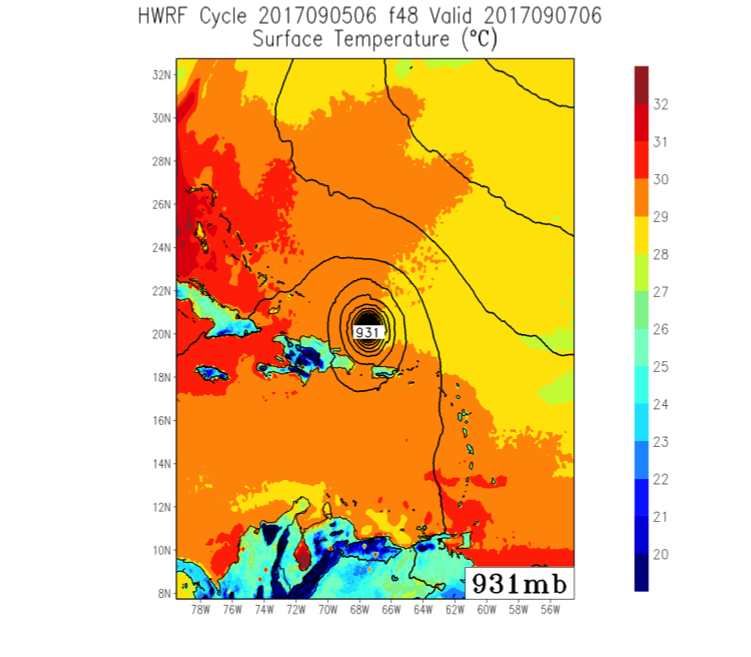 HWRF Cycle 2017090506 f48 Valid 2017090706
Surface Temperature (°C)
32N
30N
28N
26N
24N
22N
20N
18N
16N
14N
12N
10N
8N
931
931mb
78W 76W 74W 72W 70W 68W 66W 64W 62W 60W 58W 56W
32
31
30
29
28
27
26
25
24
23
22
21
20